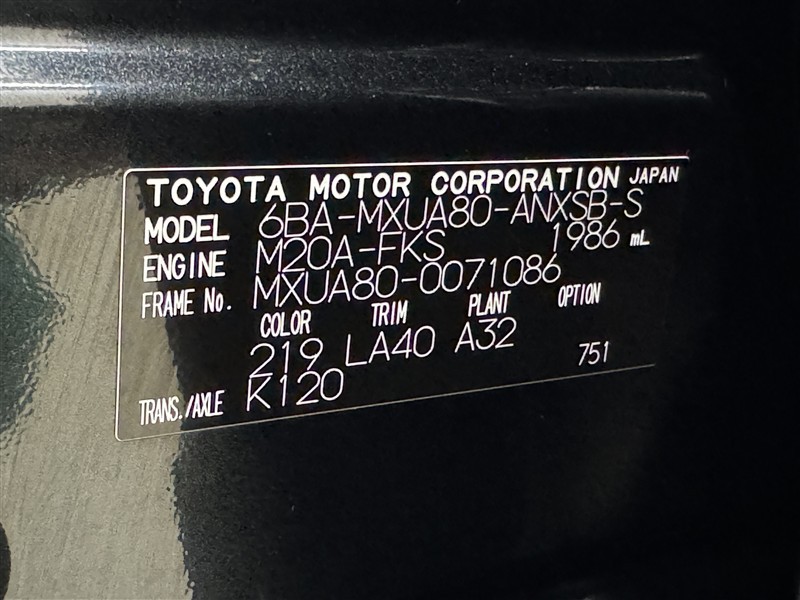 TOYOTA MOTOR CORPORATION JAPAN
MODEL 6BA-MXUA80-ANXSB-S
ENGINE M20A-FKS 1986 mL
FRAME No. MXUA80-0071086
COLOR TRIM PLANT OPTION
219 LA40 A32
TRANS./AXLE K120 751